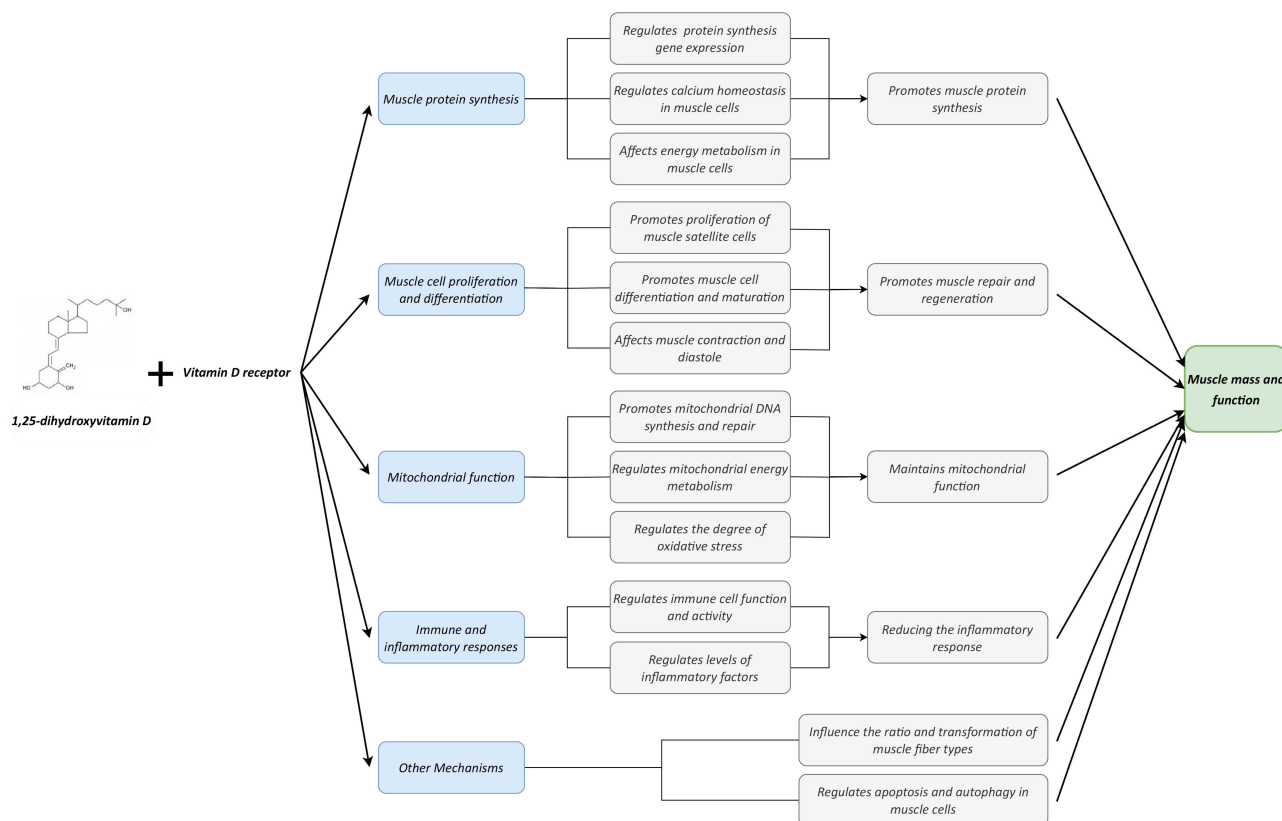 Regulates protein synthesis
gene expression
Muscle protein synthesis
Regulates calcium homeostasis
in muscle cells
Promotes muscle protein
synthesis
Affects energy metabolism in
muscle cells
Promotes proliferation of
muscle satellite cells
Muscle cell proliferation
and differentiation
Promotes muscle cell
differentiation and maturation
Promotes muscle repair and
regeneration
Affects muscle contraction and
diastole
OH
CH₂
HO
OH
1,25-dihydroxyvitamin D
+
Vitamin D receptor
Muscle mass and
function
Promotes mitochondrial DNA
synthesis and repair
Mitochondrial function
Regulates mitochondrial energy
metabolism
Maintains mitochondrial
function
Regulates the degree of
oxidative stress
Regulates immune cell function
and activity
Immune and
inflammatory responses
Reducing the inflammatory
response
Regulates levels of
inflammatory factors
Influence the ratio and transformation of
muscle fiber types
Other Mechanisms
Regulates apoptosis and autophagy in
muscle cells